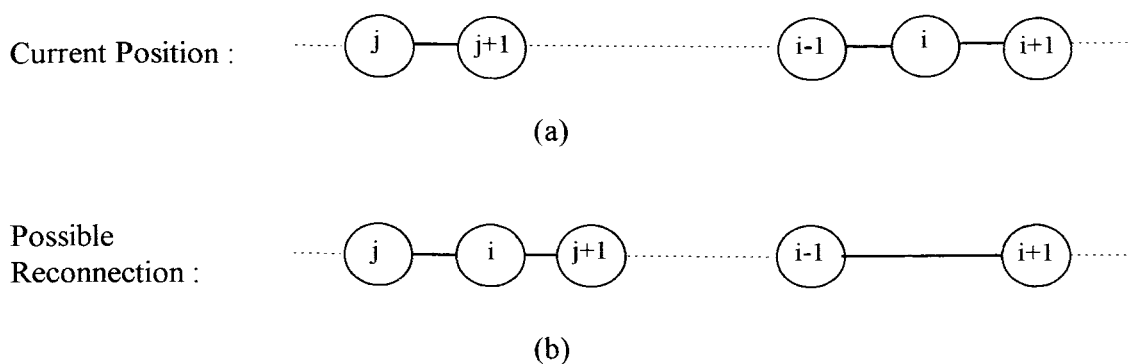 Current Position :
j j+1 i-1 i i+1
(a)
Possible
Reconnection :
j i j+1 i-1 i+1
(b)